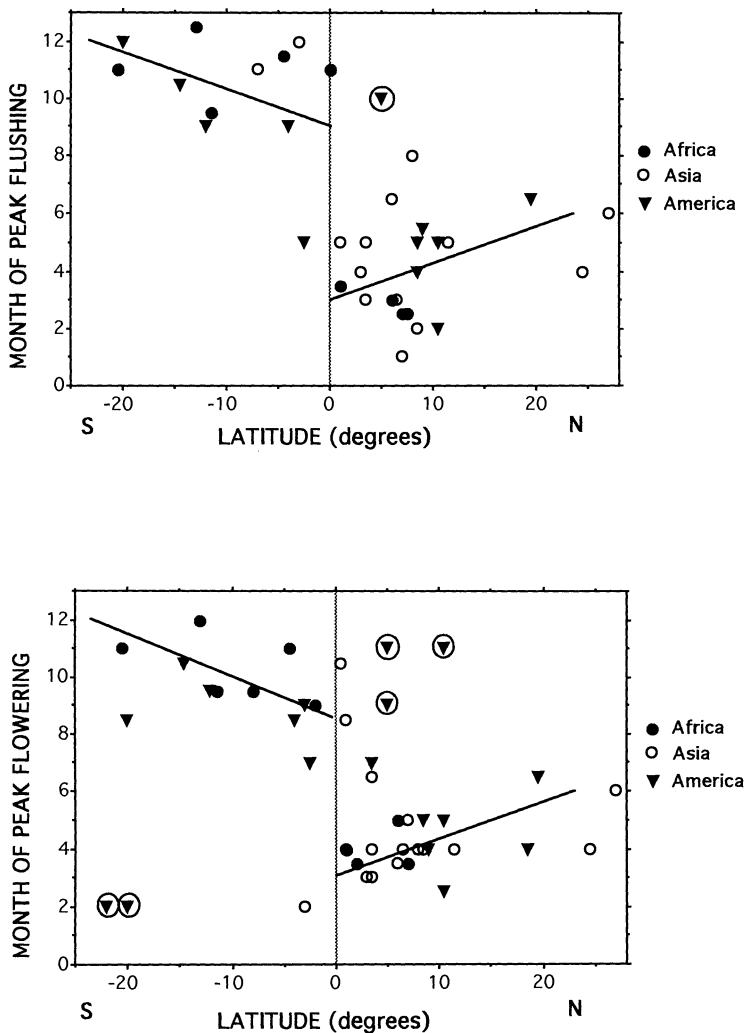 MONTH OF PEAK FLUSHING
12
10
8
6
4
2
0
-20
-10
0
10
20
S
N
LATITUDE (degrees)
Africa
Asia
America
MONTH OF PEAK FLOWERING
12
10
8
6
4
2
0
-20
-10
0
10
20
S
N
LATITUDE (degrees)
Africa
Asia
America